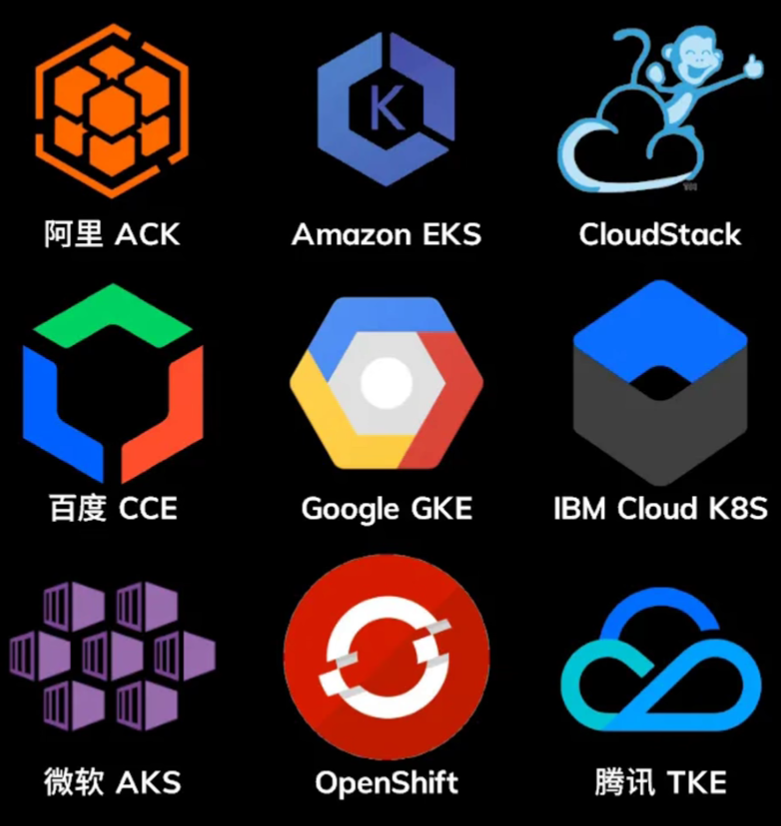 K
阿里 ACK
Amazon EKS
TM
CloudStack
百度 CCE
Google GKE
IBM Cloud K8S
微软 AKS
OpenShift
腾讯 TKE